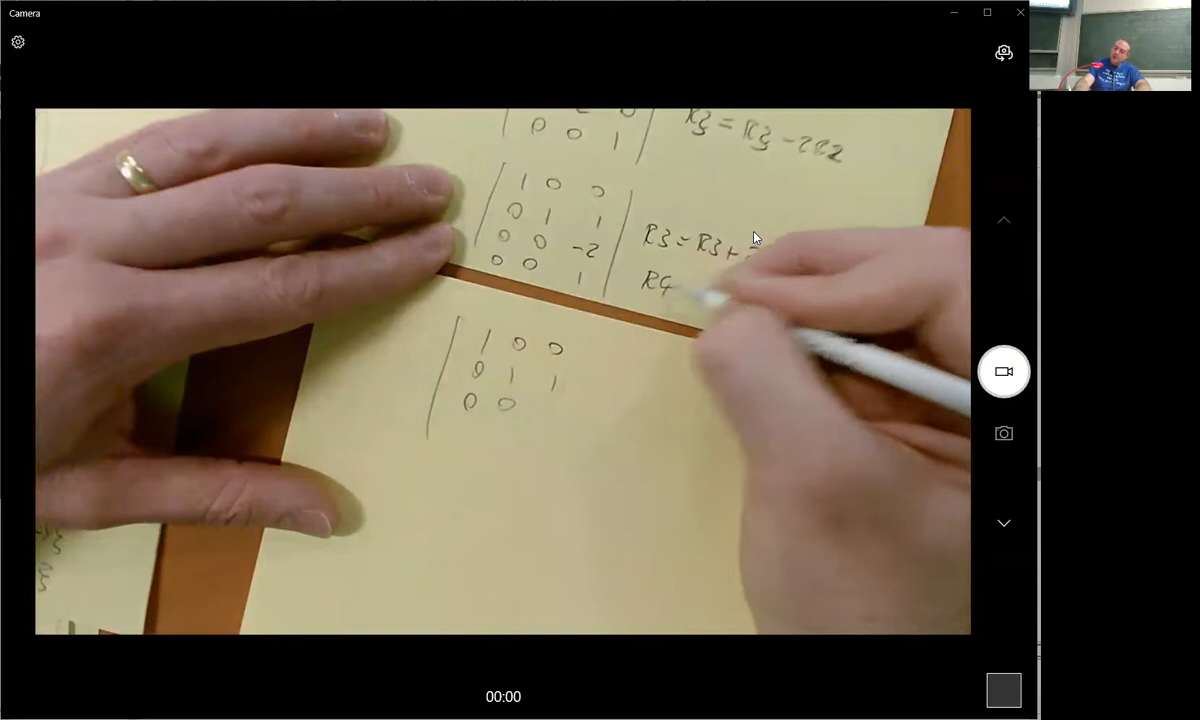 Camera
0 0 1 | R3 = R3 - 2R2
| 1 0 0 |
| 0 1 1 |
| 0 0 -2 | R3 = R3 +
| 0 0 1 | R4
| 1 0 0
| 0 1 1
| 0 0
00:00